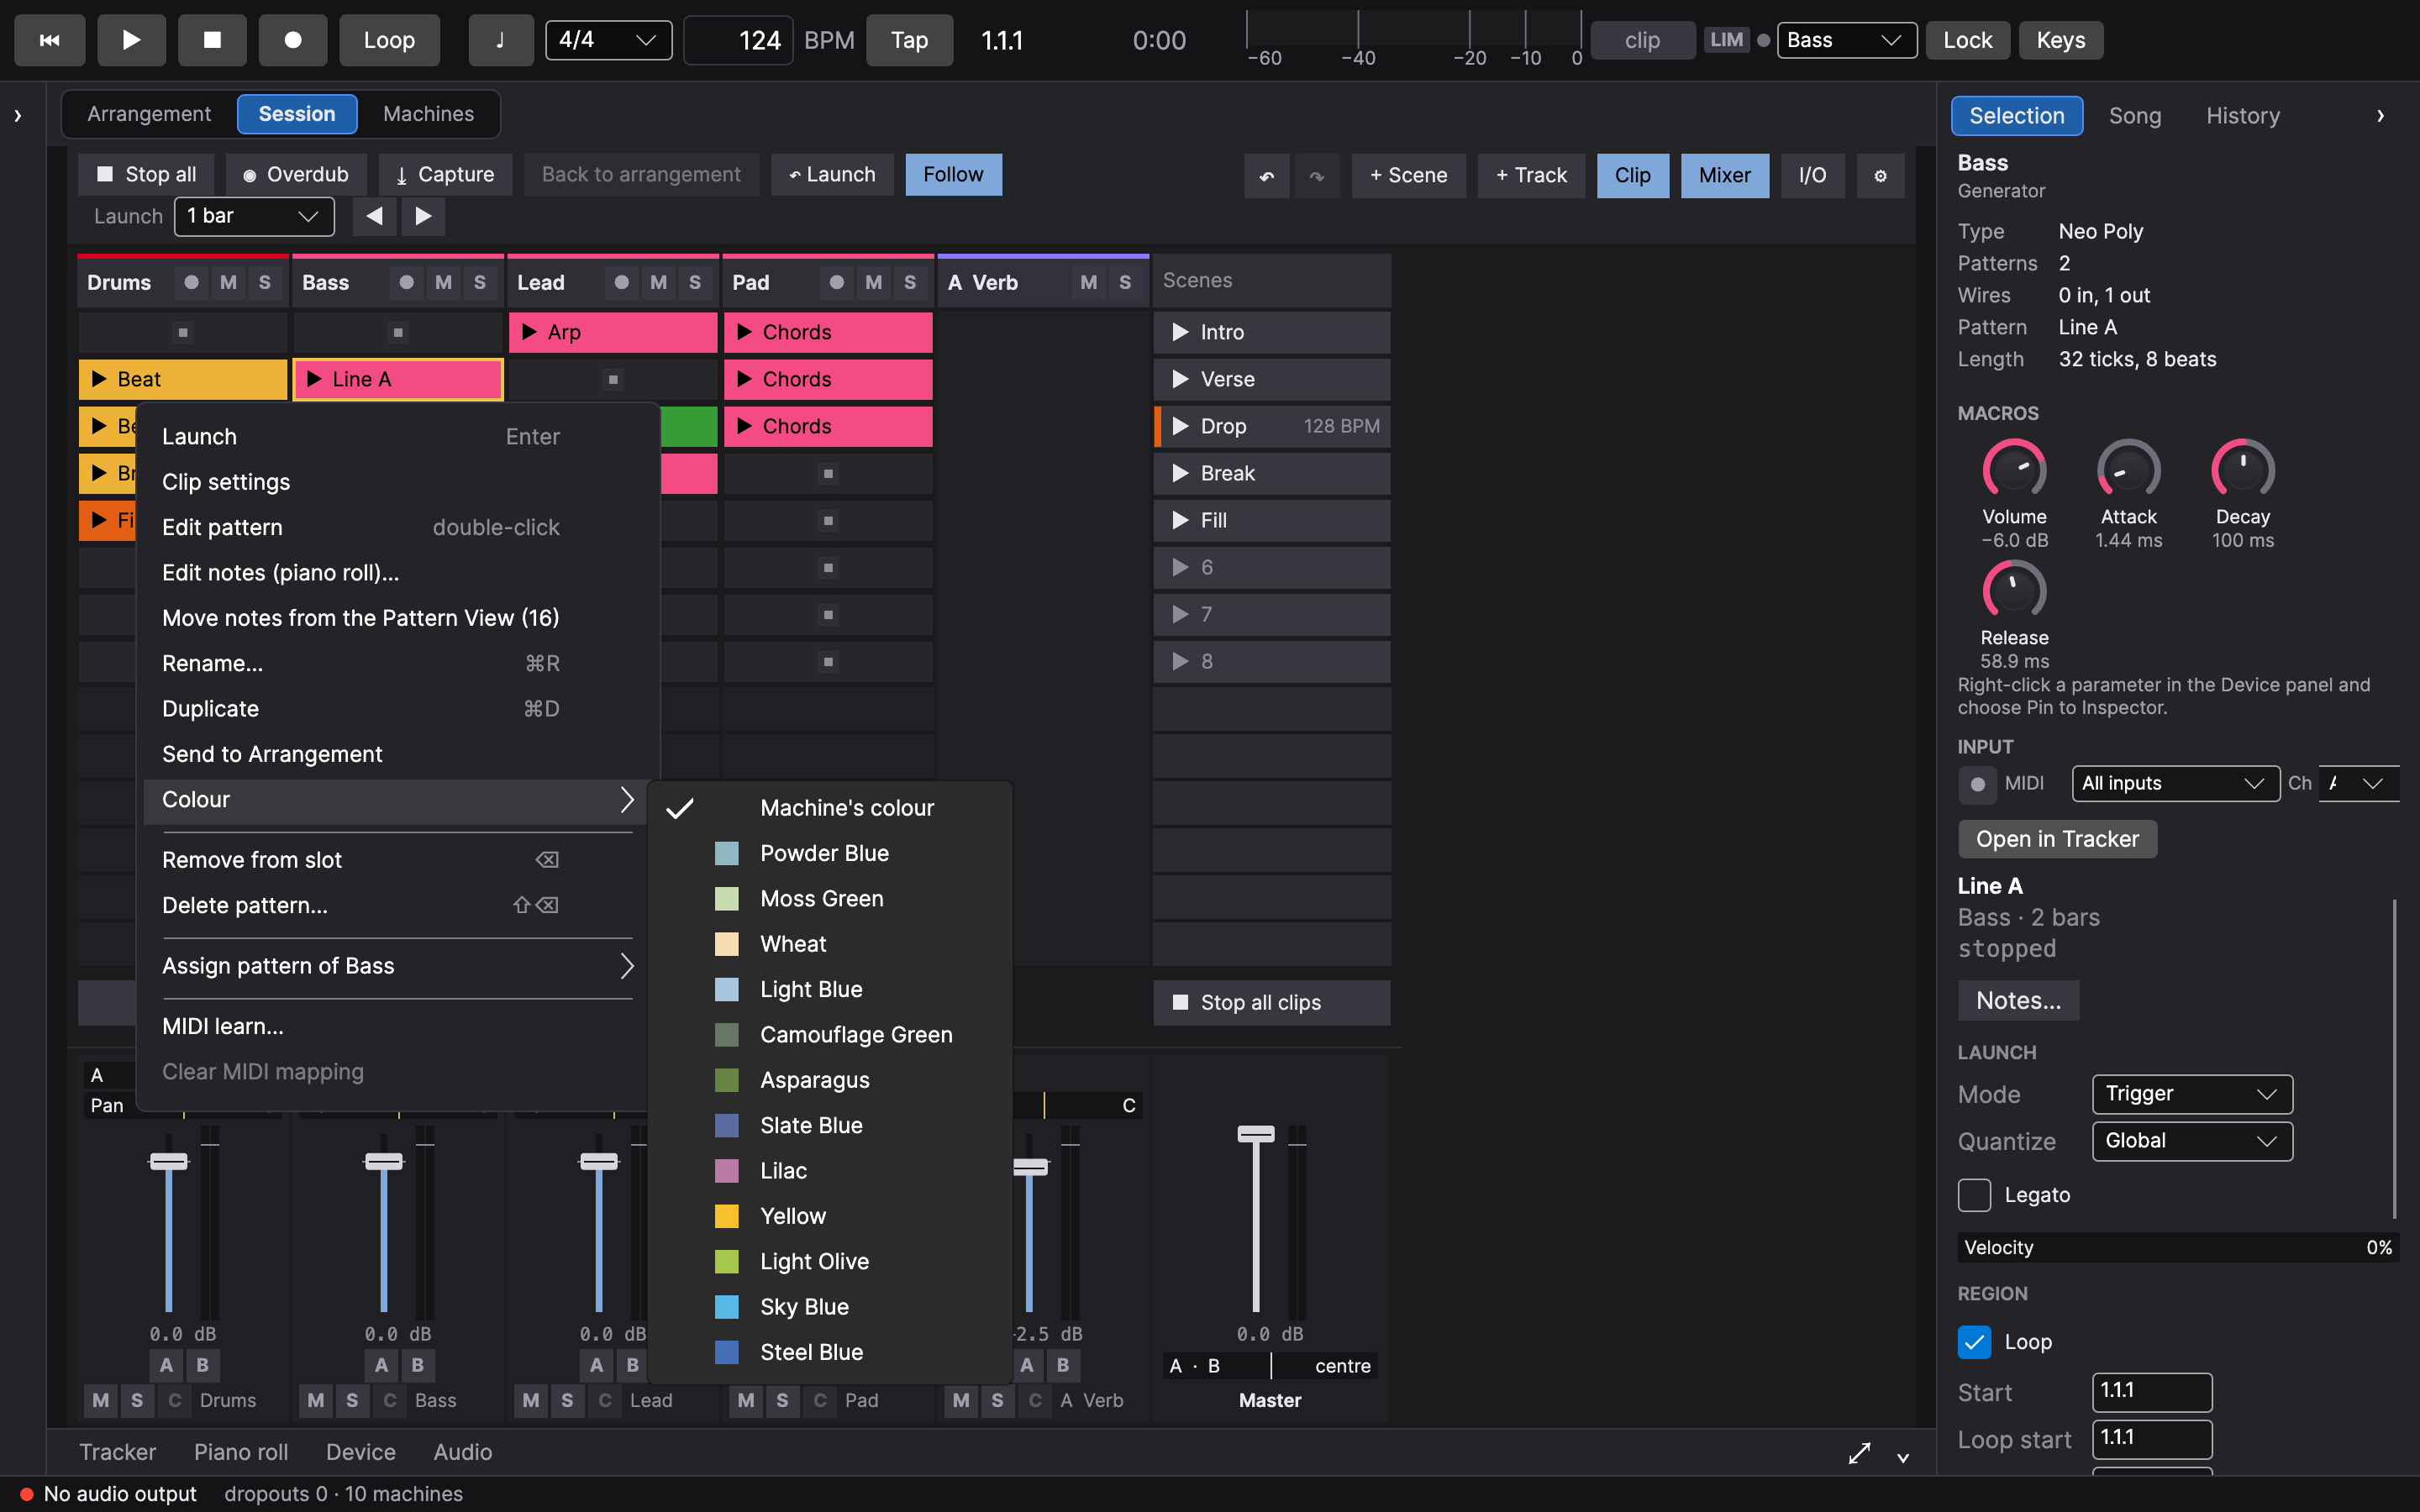 Loop
4/4
124 BPM
Tap
1.1.1
0:00
−60 −40 −20 −10 0
clip
LIM
Bass
Lock
Keys
Arrangement
Session
Machines
Selection
Song
History
Stop all
Overdub
Capture
Back to arrangement
Launch
Follow
+ Scene
+ Track
Clip
Mixer
I/O
Launch
1 bar
Drums M S
Bass M S
Lead M S
Pad M S
A Verb M S
Scenes
Arp
Chords
Intro
Beat
Line A
Chords
Verse
Chords
Drop 128 BPM
Break
Fill
6
7
8
Launch Enter
Clip settings
Edit pattern double-click
Edit notes (piano roll)...
Move notes from the Pattern View (16)
Rename... ⌘R
Duplicate ⌘D
Send to Arrangement
Colour
Remove from slot ⌫
Delete pattern... ⇧⌫
Assign pattern of Bass
MIDI learn...
Clear MIDI mapping
Machine's colour
Powder Blue
Moss Green
Wheat
Light Blue
Camouflage Green
Asparagus
Slate Blue
Lilac
Yellow
Light Olive
Sky Blue
Steel Blue
Stop all clips
A
Pan
C
0.0 dB
0.0 dB
0.0 dB
2.5 dB
0.0 dB
A B
A B
A B
A B
A · B centre
M S C Drums
M S C Bass
M S C Lead
M S C Pad
M S C A Verb
Master
Tracker
Piano roll
Device
Audio
No audio output
dropouts 0 · 10 machines
Bass
Generator
Type Neo Poly
Patterns 2
Wires 0 in, 1 out
Pattern Line A
Length 32 ticks, 8 beats
MACROS
Volume
−6.0 dB
Attack
1.44 ms
Decay
100 ms
Release
58.9 ms
Right-click a parameter in the Device panel and
choose Pin to Inspector.
INPUT
MIDI All inputs Ch
Open in Tracker
Line A
Bass · 2 bars
stopped
Notes...
LAUNCH
Mode Trigger
Quantize Global
Legato
Velocity 0%
REGION
Loop
Start 1.1.1
Loop start 1.1.1